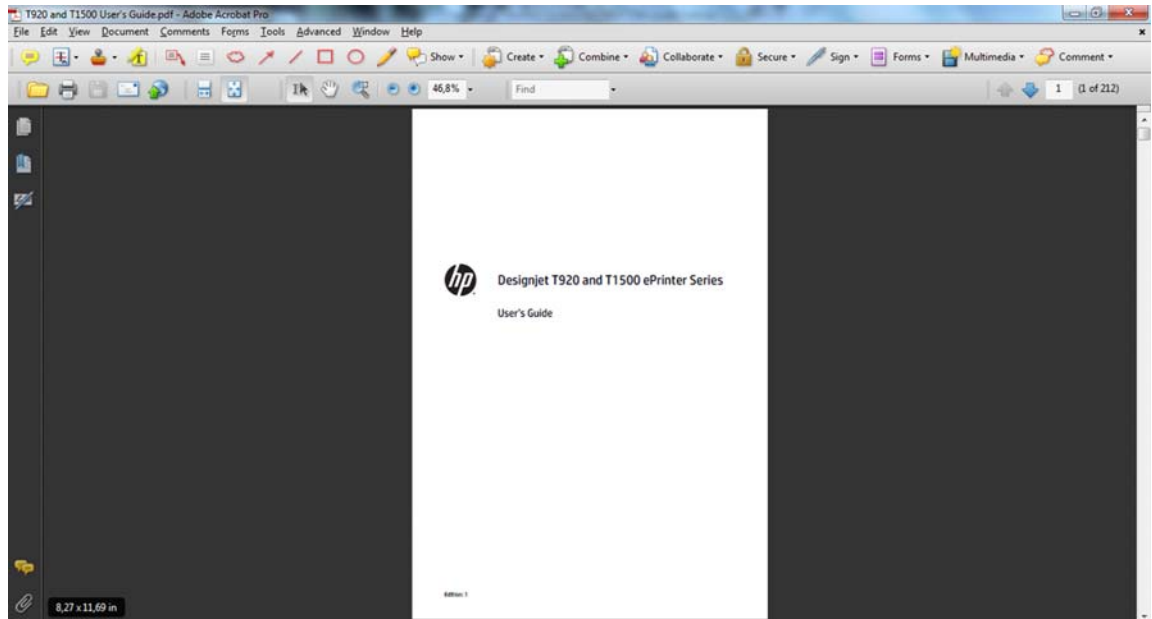 T920 and T1500 User's Guide.pdf - Adobe Acrobat Pro
File Edit View Document Comments Forms Tools Advanced Window Help
Show Create Combine Collaborate Secure Sign Forms Multimedia Comment
46,8% Find 1 (1 of 212)
hp
Designjet T920 and T1500 ePrinter Series
User's Guide
Edition 1
8,27 x 11,69 in